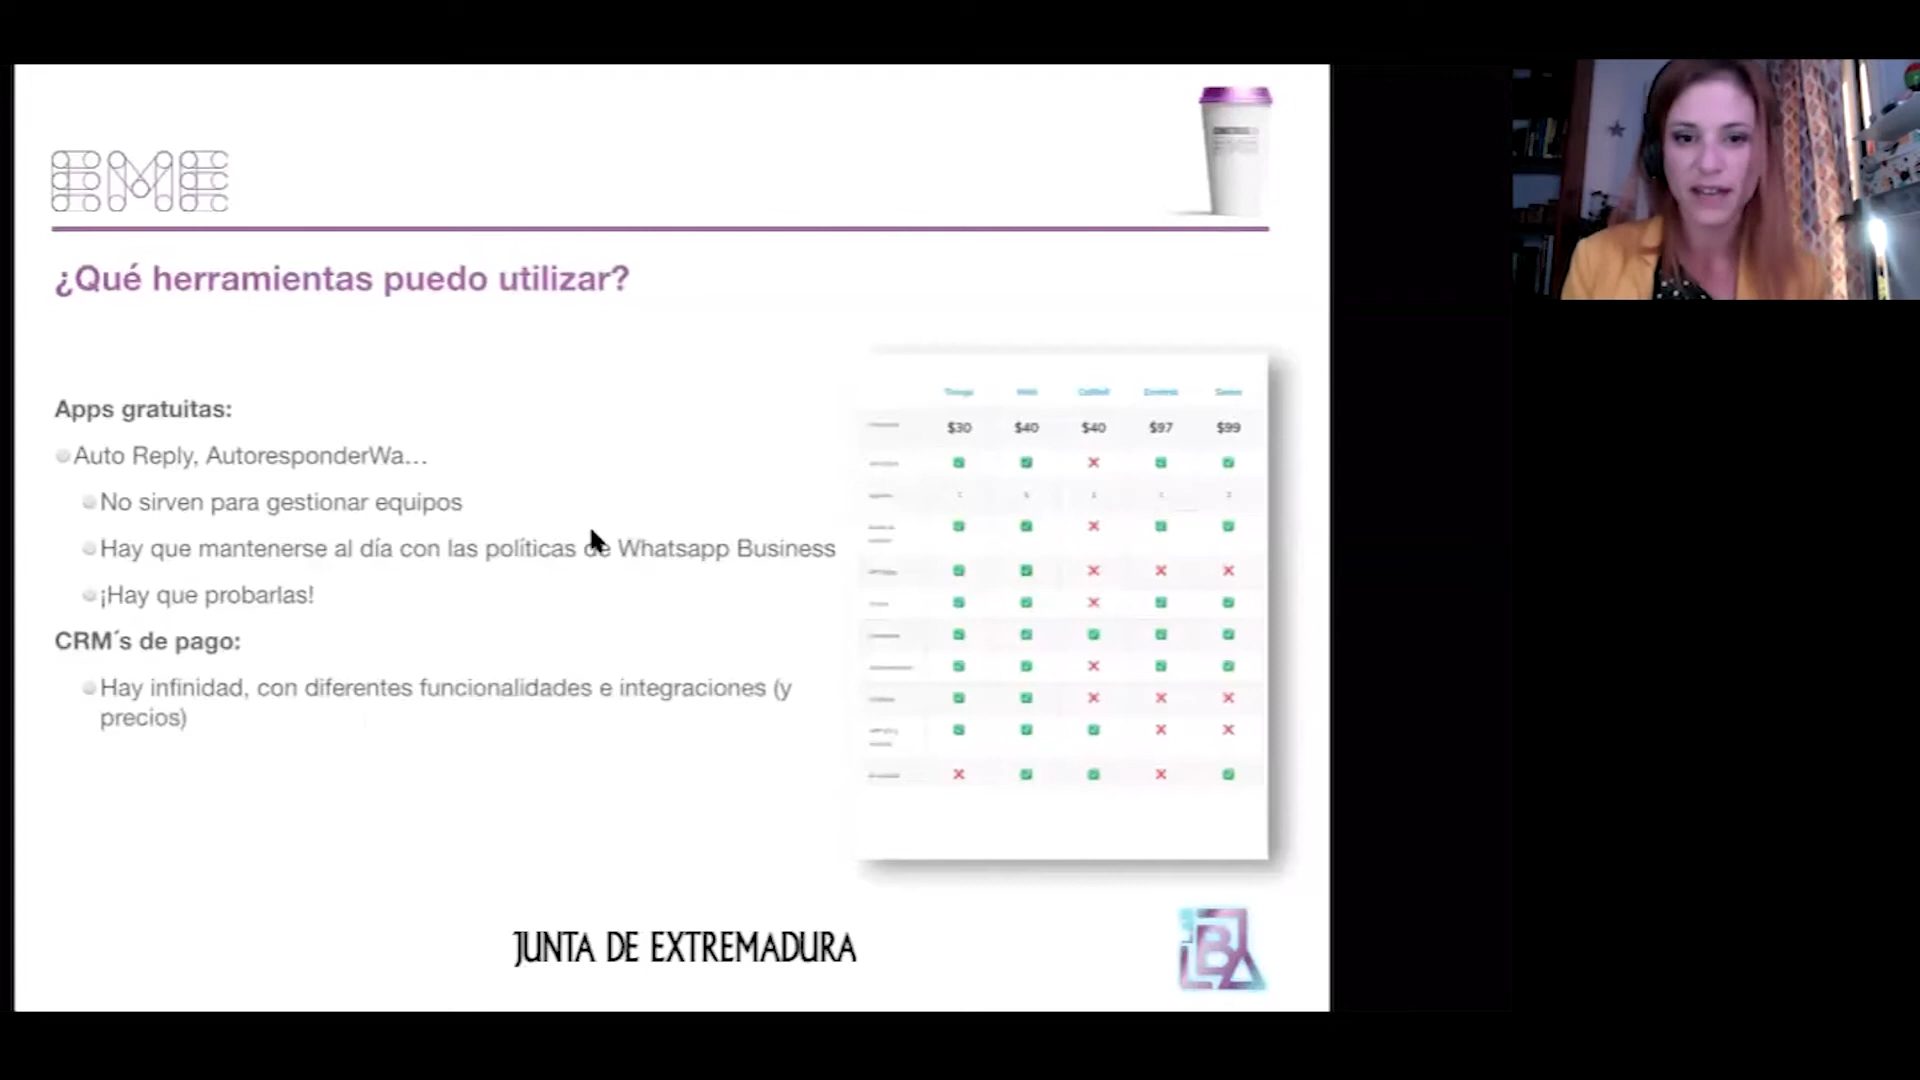 EME
¿Qué herramientas puedo utilizar?
Apps gratuitas:
Auto Reply, AutoresponderWa...
No sirven para gestionar equipos
Hay que mantenerse al día con las políticas de Whatsapp Business
¡Hay que probarlas!
CRM´s de pago:
Hay infinidad, con diferentes funcionalidades e integraciones (y
precios)
$30 $40 $40 $97 $99
JUNTA DE EXTREMADURA